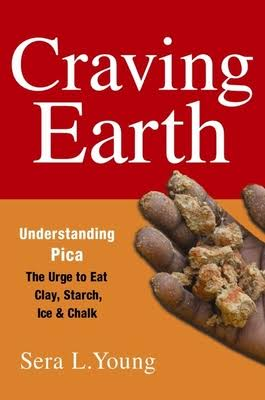 Craving
Earth
Understanding
Pica
The Urge to Eat
Clay, Starch,
Ice & Chalk
Sera L. Young